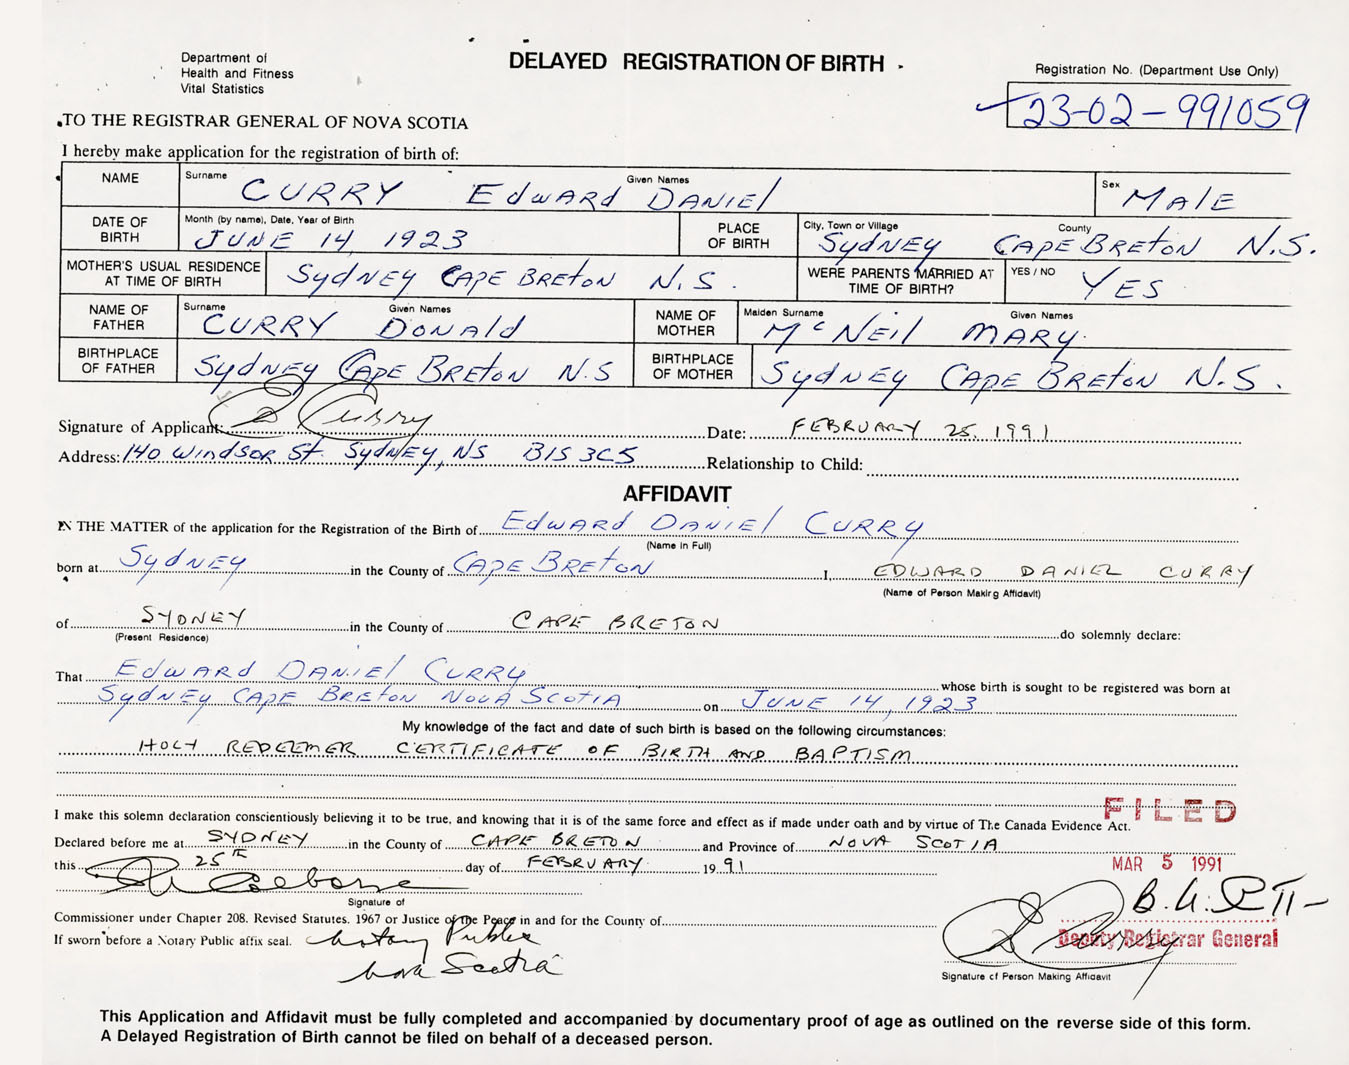 Department of
Health and Fitness
Vital Statistics
DELAYED REGISTRATION OF BIRTH
Registration No. (Department Use Only)
23-02-991059
TO THE REGISTRAR GENERAL OF NOVA SCOTIA
I hereby make application for the registration of birth of:
NAME Surname CURRY Given Names Edward Daniel Sex Male
DATE OF BIRTH Month (by name), Date, Year of Birth JUNE 14, 1923 PLACE OF BIRTH City, Town or Village Sydney County Cape Breton N.S.
MOTHER'S USUAL RESIDENCE AT TIME OF BIRTH Sydney Cape Breton N.S. WERE PARENTS MARRIED AT TIME OF BIRTH? YES / NO YES
NAME OF FATHER Surname CURRY Given Names Donald NAME OF MOTHER Maiden Surname McNeil Given Names Mary
BIRTHPLACE OF FATHER Sydney Cape Breton N.S BIRTHPLACE OF MOTHER Sydney Cape Breton N.S.
Signature of Applicant: E Curry Date: FEBRUARY 25, 1991
Address: 140 Windsor St. Sydney, NS B1S 3C5 Relationship to Child:
AFFIDAVIT
IN THE MATTER of the application for the Registration of the Birth of Edward Daniel Curry
(Name in Full)
born at Sydney in the County of Cape Breton I, EDWARD DANIEL CURRY
(Name of Person Making Affidavit)
of SYDNEY in the County of CAPE BRETON do solemnly declare:
(Present Residence)
That Edward Daniel Curry whose birth is sought to be registered was born at
Sydney Cape Breton Nova Scotia on June 14, 1923
My knowledge of the fact and date of such birth is based on the following circumstances:
HOLY REDEEMER CERTIFICATE OF BIRTH AND BAPTISM
I make this solemn declaration conscientiously believing it to be true, and knowing that it is of the same force and effect as if made under oath and by virtue of The Canada Evidence Act.
FILED
Declared before me at SYDNEY in the County of CAPE BRETON and Province of NOVA SCOTIA
this 25TH day of FEBRUARY 1991
MAR 5 1991
Signature of
Commissioner under Chapter 208. Revised Statutes. 1967 or Justice of the Peace in and for the County of
If sworn before a Notary Public affix seal. Notary Public
Nova Scotia
Deputy Registrar General
Signature of Person Making Affidavit
This Application and Affidavit must be fully completed and accompanied by documentary proof of age as outlined on the reverse side of this form.
A Delayed Registration of Birth cannot be filed on behalf of a deceased person.